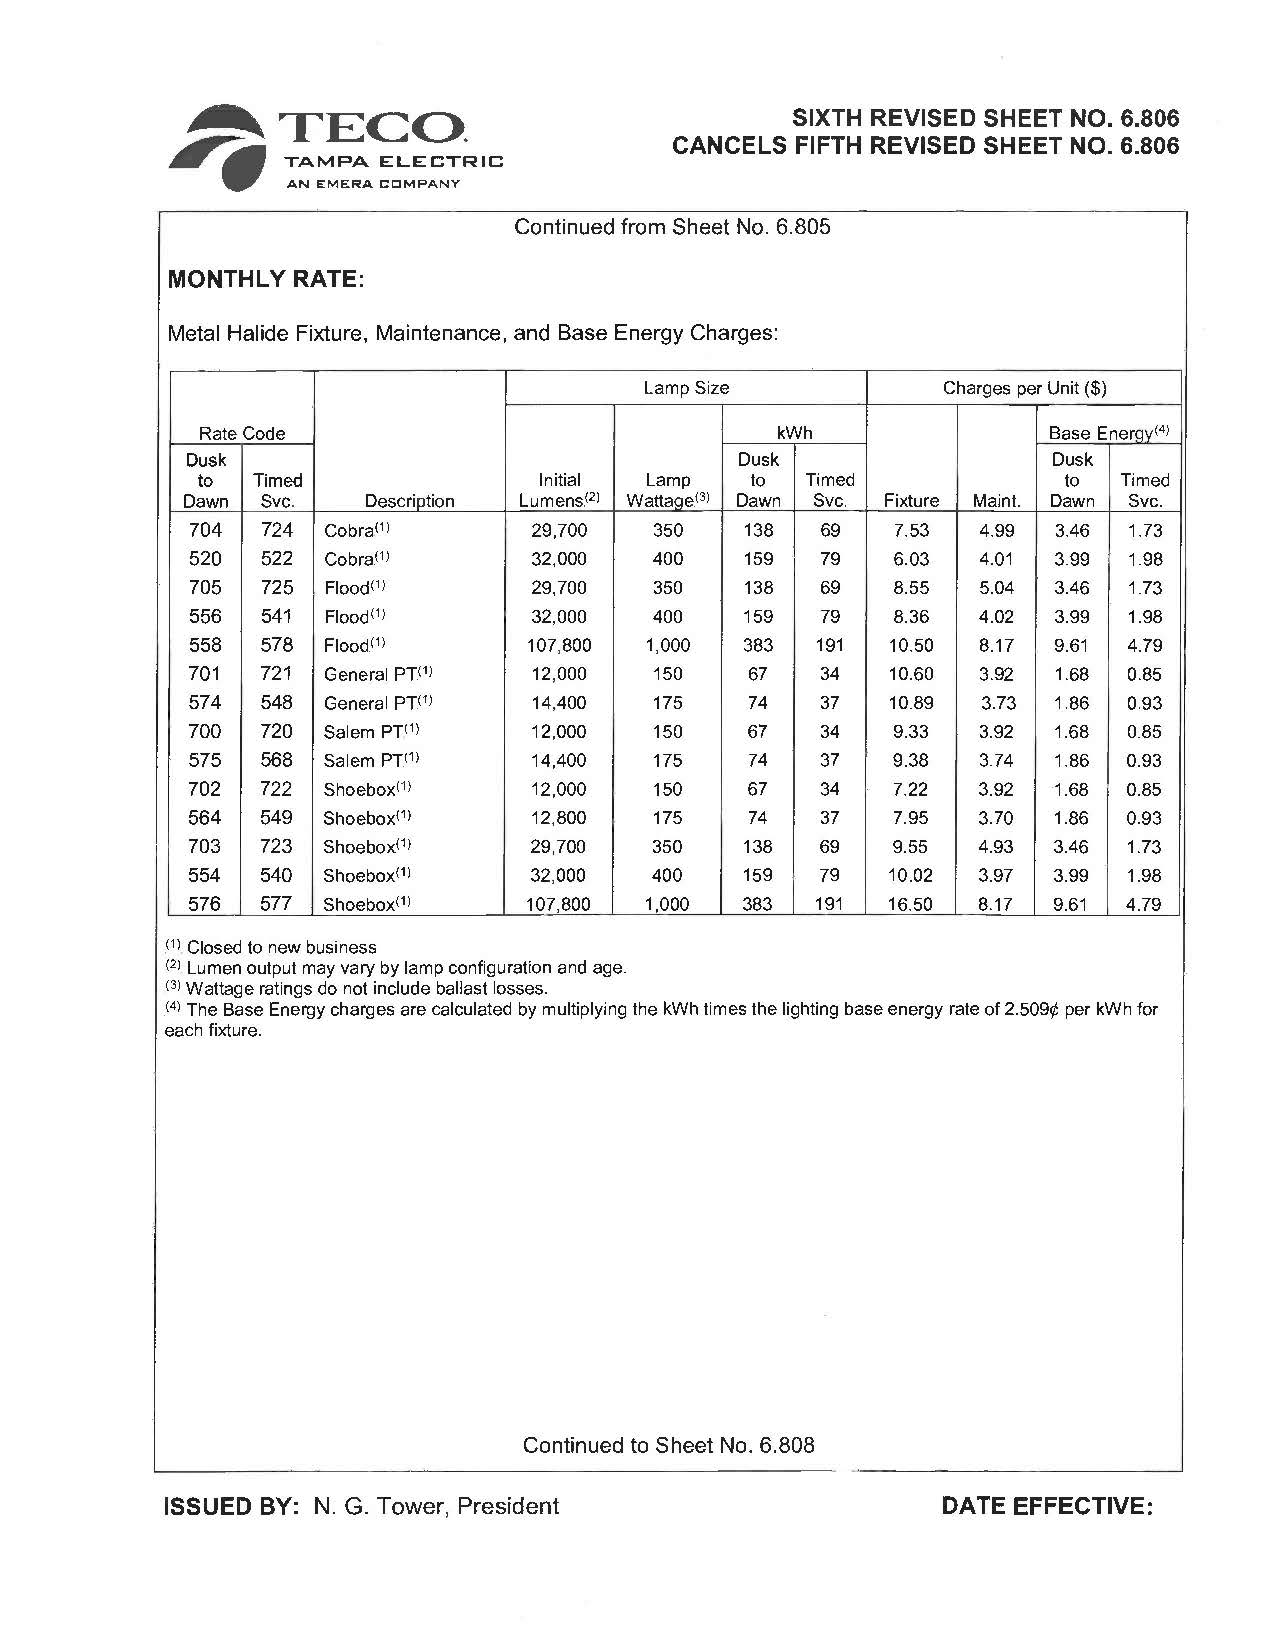 TECO.
TAMPA ELECTRIC
AN EMERA COMPANY
SIXTH REVISED SHEET NO. 6.806
CANCELS FIFTH REVISED SHEET NO. 6.806
Continued from Sheet No. 6.805
MONTHLY RATE:
Metal Halide Fixture, Maintenance, and Base Energy Charges:
Lamp Size Charges per Unit ($)
Rate Code kWh Base Energy(4)
Dusk Dusk Dusk
to Timed Initial Lamp to Timed to Timed
Dawn Svc. Description Lumens(2) Wattage(3) Dawn Svc. Fixture Maint. Dawn Svc.
704 724 Cobra(1) 29,700 350 138 69 7.53 4.99 3.46 1.73
520 522 Cobra(1) 32,000 400 159 79 6.03 4.01 3.99 1.98
705 725 Flood(1) 29,700 350 138 69 8.55 5.04 3.46 1.73
556 541 Flood(1) 32,000 400 159 79 8.36 4.02 3.99 1.98
558 578 Flood(1) 107,800 1,000 383 191 10.50 8.17 9.61 4.79
701 721 General PT(1) 12,000 150 67 34 10.60 3.92 1.68 0.85
574 548 General PT(1) 14,400 175 74 37 10.89 3.73 1.86 0.93
700 720 Salem PT(1) 12,000 150 67 34 9.33 3.92 1.68 0.85
575 568 Salem PT(1) 14,400 175 74 37 9.38 3.74 1.86 0.93
702 722 Shoebox(1) 12,000 150 67 34 7.22 3.92 1.68 0.85
564 549 Shoebox(1) 12,800 175 74 37 7.95 3.70 1.86 0.93
703 723 Shoebox(1) 29,700 350 138 69 9.55 4.93 3.46 1.73
554 540 Shoebox(1) 32,000 400 159 79 10.02 3.97 3.99 1.98
576 577 Shoebox(1) 107,800 1,000 383 191 16.50 8.17 9.61 4.79
(1) Closed to new business
(2) Lumen output may vary by lamp configuration and age.
(3) Wattage ratings do not include ballast losses.
(4) The Base Energy charges are calculated by multiplying the kWh times the lighting base energy rate of 2.509¢ per kWh for
each fixture.
Continued to Sheet No. 6.808
ISSUED BY: N. G. Tower, President DATE EFFECTIVE: